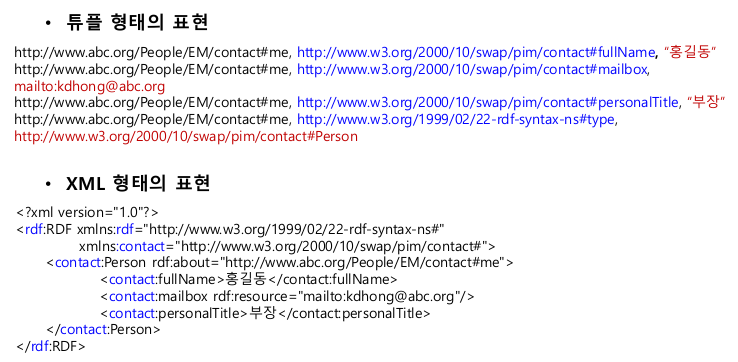 • 튜플 형태의 표현
http://www.abc.org/People/EM/contact#me, http://www.w3.org/2000/10/swap/pim/contact#fullName, “홍길동“
http://www.abc.org/People/EM/contact#me, http://www.w3.org/2000/10/swap/pim/contact#mailbox,
mailto:kdhong@abc.org
http://www.abc.org/People/EM/contact#me, http://www.w3.org/2000/10/swap/pim/contact#personalTitle, “부장”
http://www.abc.org/People/EM/contact#me, http://www.w3.org/1999/02/22-rdf-syntax-ns#type,
http://www.w3.org/2000/10/swap/pim/contact#Person
• XML 형태의 표현
<?xml version="1.0"?>
<rdf:RDF xmlns:rdf="http://www.w3.org/1999/02/22-rdf-syntax-ns#"
xmlns:contact="http://www.w3.org/2000/10/swap/pim/contact#">
<contact:Person rdf:about="http://www.abc.org/People/EM/contact#me">
<contact:fullName>홍길동</contact:fullName>
<contact:mailbox rdf:resource="mailto:kdhong@abc.org"/>
<contact:personalTitle>부장</contact:personalTitle>
</contact:Person>
</rdf:RDF>